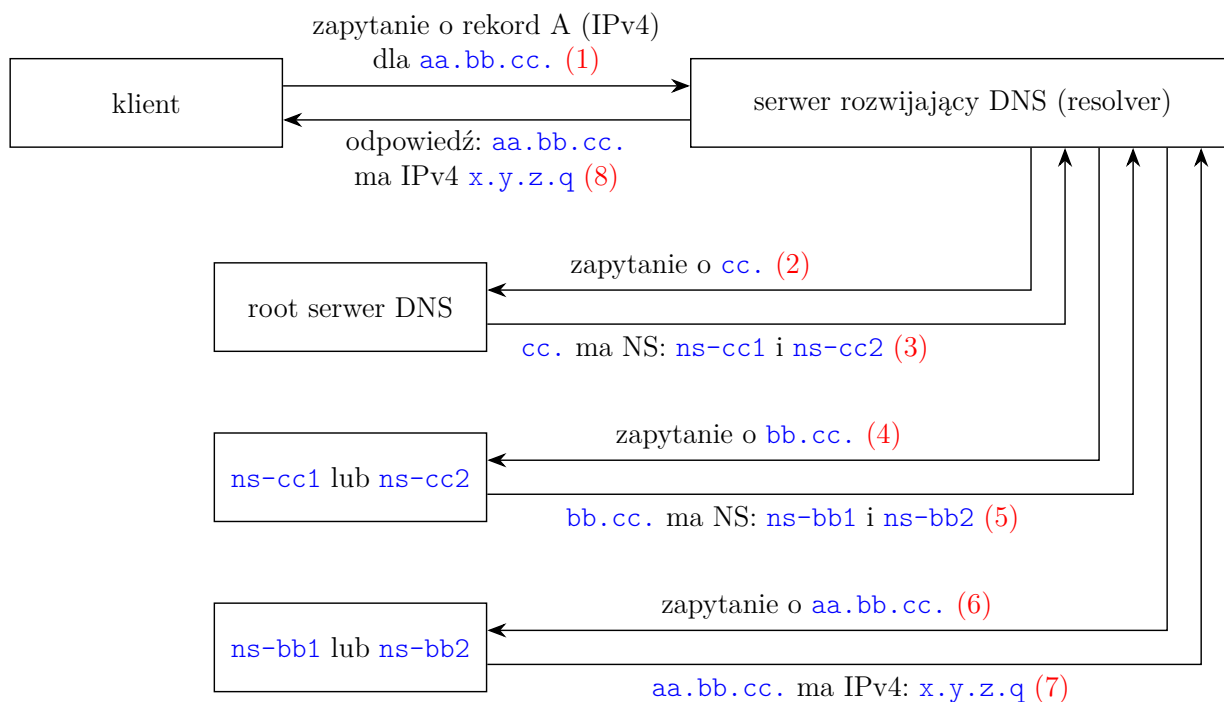 zapytanie o rekord A (IPv4)
dla aa.bb.cc. (1)
klient
serwer rozwijający DNS (resolver)
odpowiedź: aa.bb.cc.
ma IPv4 x.y.z.q (8)
zapytanie o cc. (2)
root serwer DNS
cc. ma NS: ns-cc1 i ns-cc2 (3)
zapytanie o bb.cc. (4)
ns-cc1 lub ns-cc2
bb.cc. ma NS: ns-bb1 i ns-bb2 (5)
zapytanie o aa.bb.cc. (6)
ns-bb1 lub ns-bb2
aa.bb.cc. ma IPv4: x.y.z.q (7)